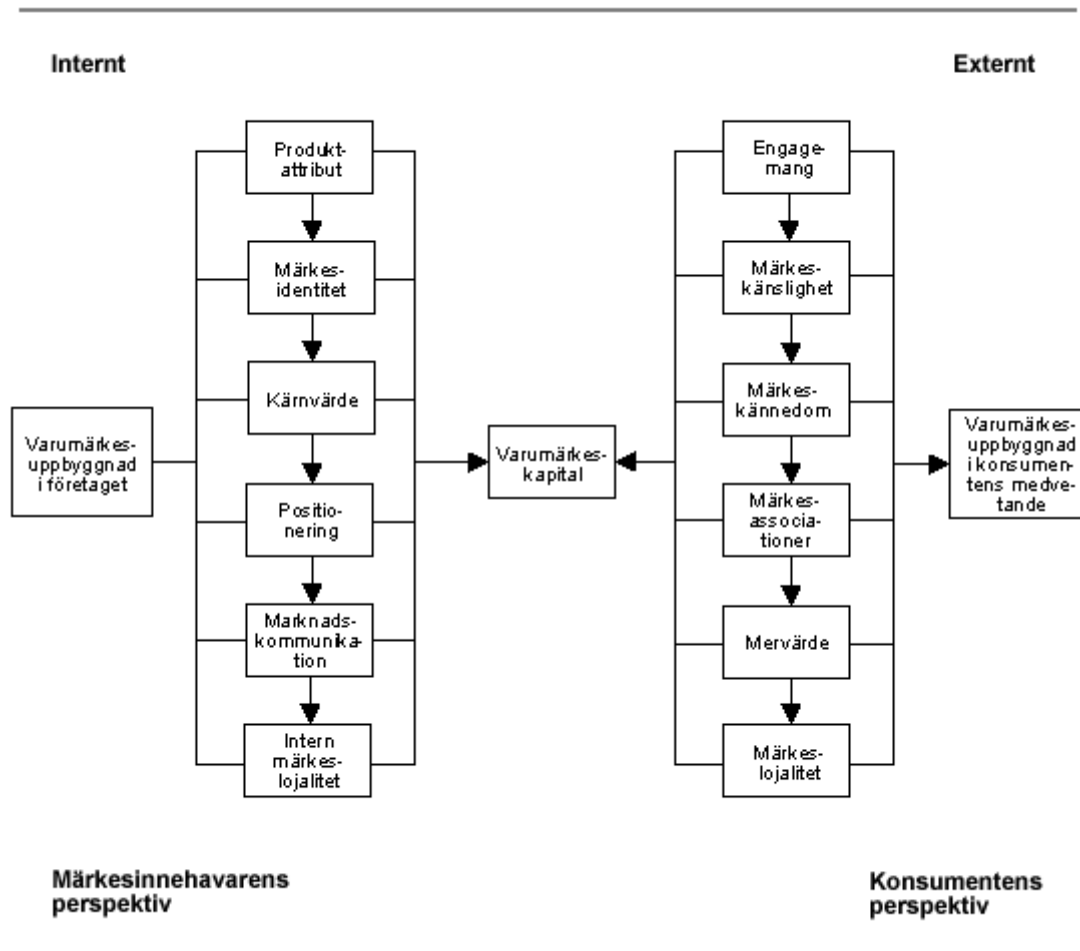 Internt
Externt
Produkt-
attribut
Märkes-
identitet
Kärnvärde
Positio-
nering
Marknads-
kommunika-
tion
Intern
märkes-
lojalitet
Varumärkes-
uppbyggnad
i företaget
Varumärkes-
kapital
Engage-
mang
Märkes-
känslighet
Märkes-
kännedom
Märkes-
associa-
tioner
Mervärde
Märkes-
lojalitet
Varumärkes-
uppbyggnad
i konsumen-
tens medve-
tande
Märkesinnehavarens
perspektiv
Konsumentens
perspektiv